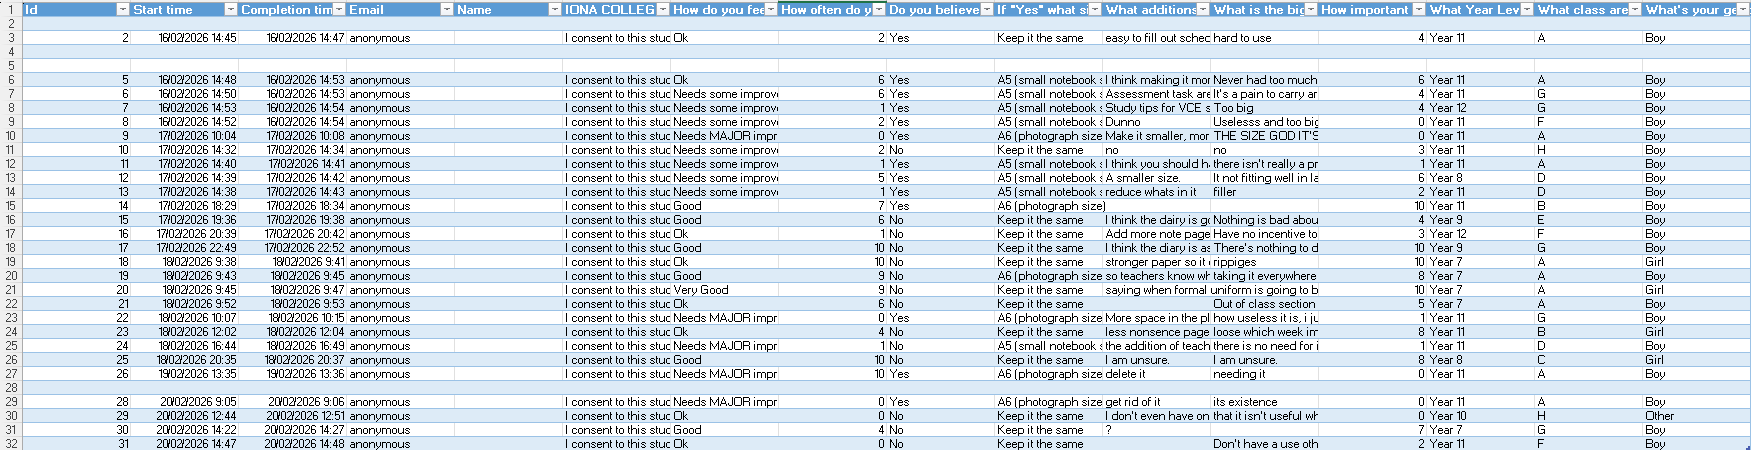 1 Id Start time Completion tim Email Name IONA COLLEG How do you fee How often do y Do you believe If "Yes" what si What additions What is the big How important What Year Lev What class are What's your ge
2
3 2 16/02/2026 14:45 16/02/2026 14:47 anonymous I consent to this stuc Ok 2 Yes Keep it the same easy to fill out schec hard to use 4 Year 11 A Boy
4
5
6 5 16/02/2026 14:48 16/02/2026 14:53 anonymous I consent to this stuc Ok 6 Yes A5 (small notebook s I think making it mor Never had too much 6 Year 11 A Boy
7 6 16/02/2026 14:50 16/02/2026 14:53 anonymous I consent to this stuc Needs some improve 6 Yes A5 (small notebook s Assessment task are It's a pain to carry ar 4 Year 11 G Boy
8 7 16/02/2026 14:53 16/02/2026 14:54 anonymous I consent to this stuc Needs some improve 1 Yes A5 (small notebook s Study tips for VCE s Too big 4 Year 12 G Boy
9 8 16/02/2026 14:52 16/02/2026 14:54 anonymous I consent to this stuc Needs some improve 2 Yes A5 (small notebook s Dunno Uselesss and too big 0 Year 11 F Boy
10 9 17/02/2026 10:04 17/02/2026 10:08 anonymous I consent to this stuc Needs MAJOR impr 0 Yes A6 (photograph size Make it smaller, mor THE SIZE GOD IT'S 0 Year 11 A Boy
11 10 17/02/2026 14:32 17/02/2026 14:34 anonymous I consent to this stuc Needs some improve 2 No Keep it the same no no 3 Year 11 H Boy
12 11 17/02/2026 14:40 17/02/2026 14:41 anonymous I consent to this stuc Needs some improve 1 Yes A5 (small notebook s I think you should h there isn't really a pr 1 Year 11 A Boy
13 12 17/02/2026 14:39 17/02/2026 14:42 anonymous I consent to this stuc Needs some improve 5 Yes A5 (small notebook s A smaller size. It not fitting well in la 6 Year 8 D Boy
14 13 17/02/2026 14:38 17/02/2026 14:43 anonymous I consent to this stuc Needs some improve 1 Yes A5 (small notebook s reduce whats in it filler 2 Year 11 D Boy
15 14 17/02/2026 18:29 17/02/2026 18:34 anonymous I consent to this stuc Good 7 Yes A6 (photograph size) 10 Year 11 B Boy
16 15 17/02/2026 19:36 17/02/2026 19:38 anonymous I consent to this stuc Good 6 No Keep it the same I think the dairy is go Nothing is bad abou 4 Year 9 E Boy
17 16 17/02/2026 20:39 17/02/2026 20:42 anonymous I consent to this stuc Ok 1 No Keep it the same Add more note page Have no incentive to 3 Year 12 F Boy
18 17 17/02/2026 22:49 17/02/2026 22:52 anonymous I consent to this stuc Good 10 No Keep it the same I think the diary is as There's nothing to d 10 Year 9 G Boy
19 18 18/02/2026 9:38 18/02/2026 9:41 anonymous I consent to this stuc Ok 10 No Keep it the same stronger paper so it rippiges 10 Year 7 A Girl
20 19 18/02/2026 9:43 18/02/2026 9:45 anonymous I consent to this stuc Good 9 No A6 (photograph size so teachers know wh taking it everywhere 8 Year 7 A Boy
21 20 18/02/2026 9:45 18/02/2026 9:47 anonymous I consent to this stuc Very Good 9 No Keep it the same saying when formal uniform is going to b 10 Year 7 A Girl
22 21 18/02/2026 9:52 18/02/2026 9:53 anonymous I consent to this stuc Ok 6 No Keep it the same Out of class section 5 Year 7 A Boy
23 22 18/02/2026 10:07 18/02/2026 10:15 anonymous I consent to this stuc Needs MAJOR impr 0 Yes A6 (photograph size More space in the pl how useless it is, i ju 1 Year 11 G Boy
24 23 18/02/2026 12:02 18/02/2026 12:04 anonymous I consent to this stuc Ok 4 No Keep it the same less nonsence page loose which week im 8 Year 11 B Girl
25 24 18/02/2026 16:44 18/02/2026 16:49 anonymous I consent to this stuc Needs MAJOR impr 1 No A5 (small notebook s the addition of teach there is no need for i 1 Year 11 D Boy
26 25 18/02/2026 20:35 18/02/2026 20:37 anonymous I consent to this stuc Good 10 No Keep it the same I am unsure. I am unsure. 8 Year 8 C Girl
27 26 19/02/2026 13:35 19/02/2026 13:36 anonymous I consent to this stuc Needs MAJOR impr 10 Yes A6 (photograph size delete it needing it 0 Year 11 A Boy
28
29 28 20/02/2026 9:05 20/02/2026 9:06 anonymous I consent to this stuc Needs MAJOR impr 0 Yes A6 (photograph size get rid of it its existence 0 Year 11 A Boy
30 29 20/02/2026 12:44 20/02/2026 12:51 anonymous I consent to this stuc Ok 0 No Keep it the same I don't even have on that it isn't useful wh 0 Year 10 H Other
31 30 20/02/2026 14:22 20/02/2026 14:27 anonymous I consent to this stuc Good 4 No Keep it the same ? 7 Year 7 G Boy
32 31 20/02/2026 14:47 20/02/2026 14:48 anonymous I consent to this stuc Ok 0 No Keep it the same Don't have a use oth 2 Year 11 F Boy